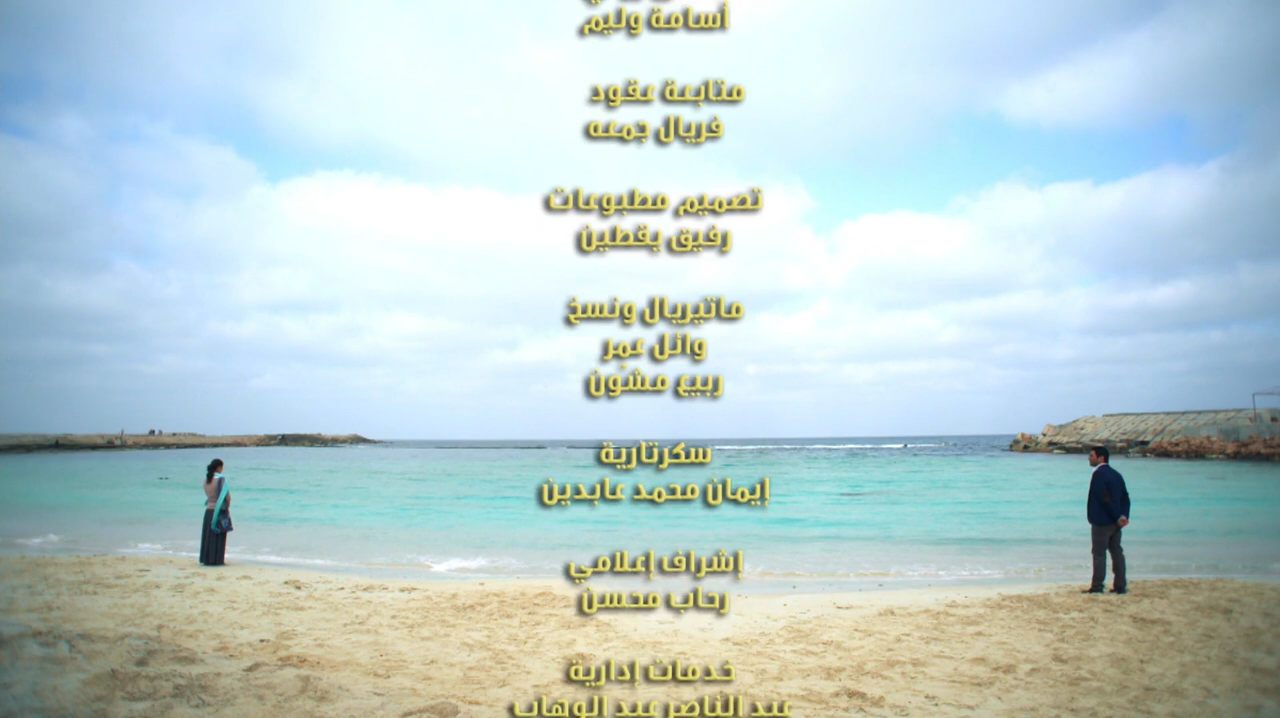 أسامة وليم
متابعة عقود
فريال جمعه
تصميم مطبوعات
رفيق يقطين
ماتيريال ونسخ
وائل عمر
ربيع مشون
سكرتارية
إيمان محمد عابدين
إشراف إعلامي
رحاب محسن
خدمات إدارية
عبد الناصر عبد الوهاب